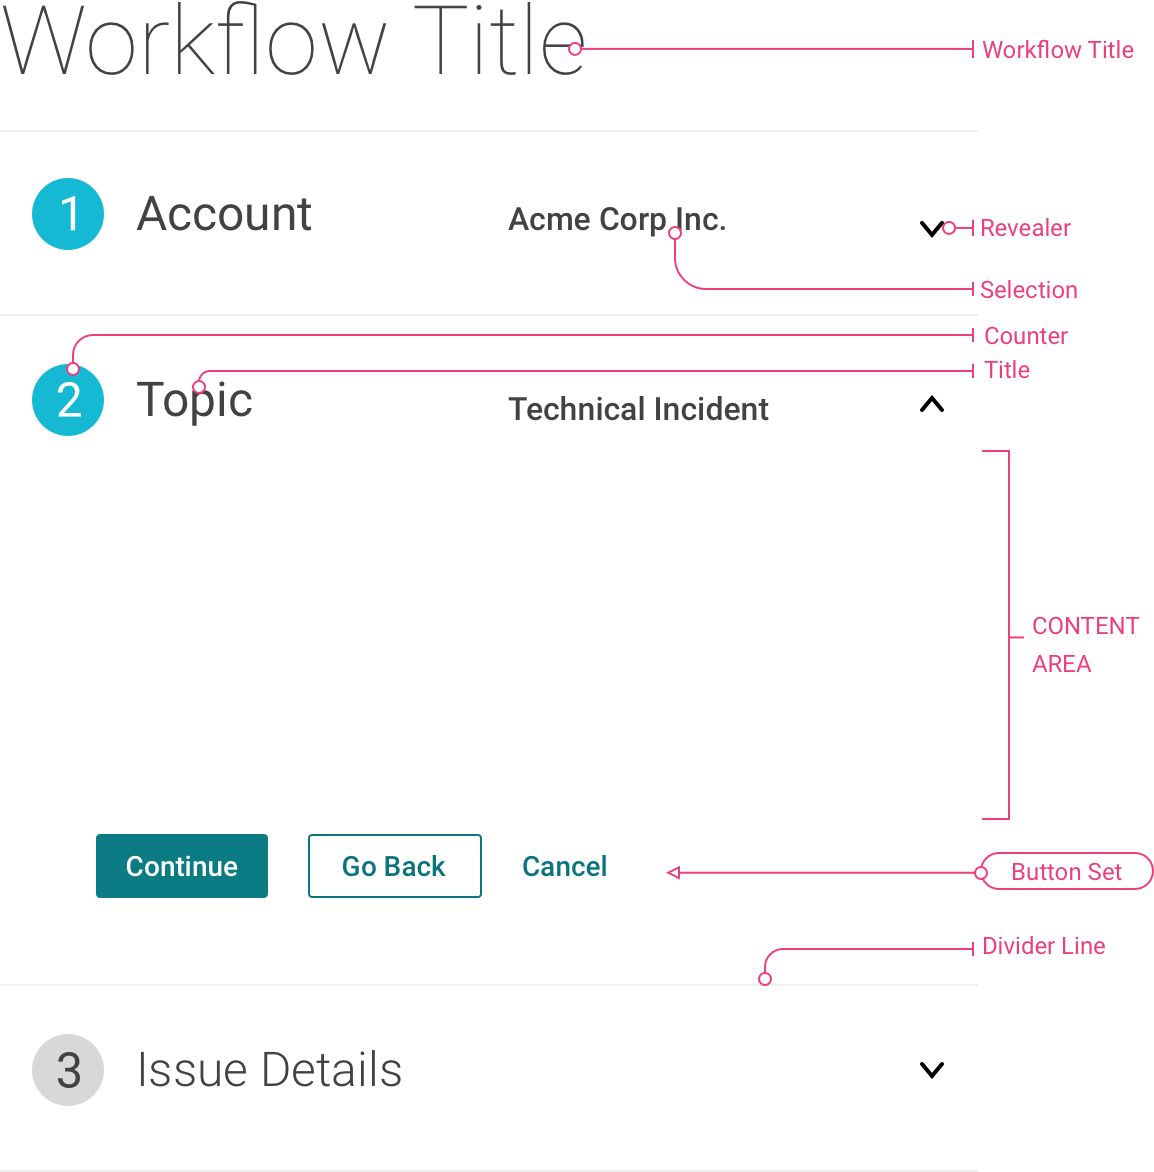 Workflow Title
Workflow Title
1 Account Acme Corp Inc.
Revealer
Selection
Counter
Title
2 Topic Technical Incident
CONTENT
AREA
Continue Go Back Cancel
Button Set
Divider Line
3 Issue Details